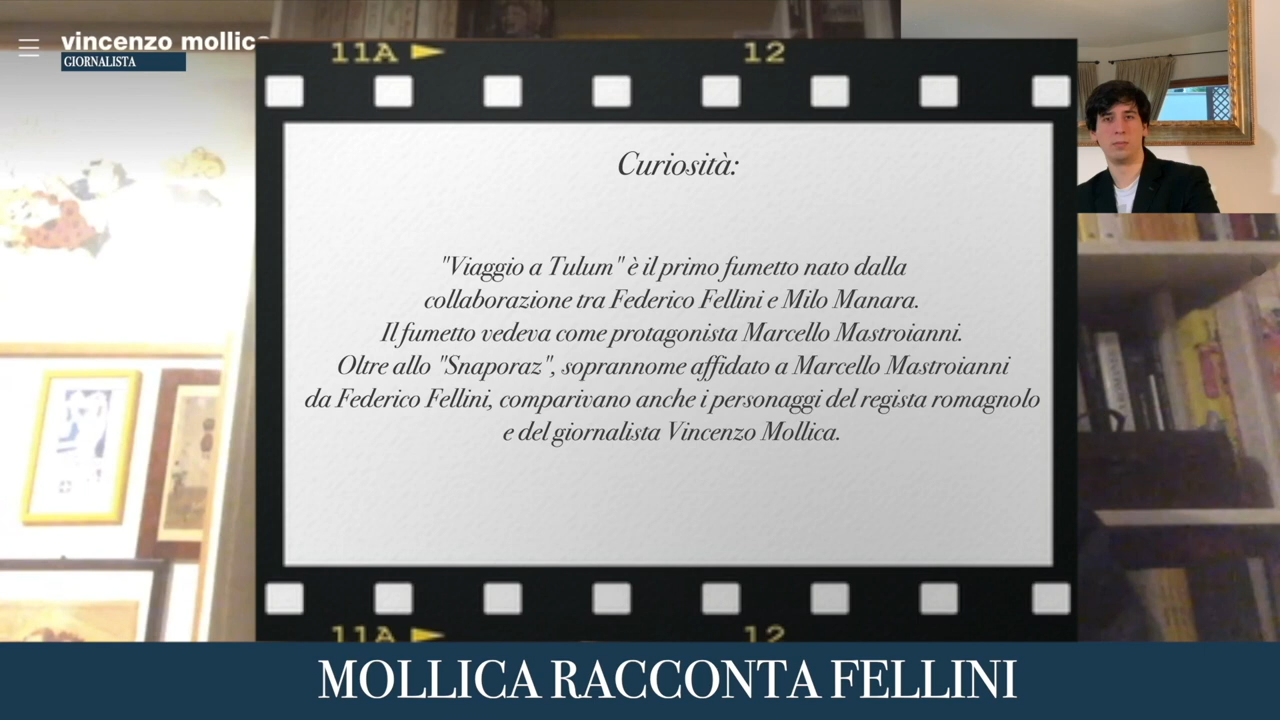 vincenzo mollica
GIORNALISTA
11A
12
Curiosità:
"Viaggio a Tulum" è il primo fumetto nato dalla
collaborazione tra Federico Fellini e Milo Manara.
Il fumetto vedeva come protagonista Marcello Mastroianni.
Oltre allo "Snaporaz", soprannome affidato a Marcello Mastroianni
da Federico Fellini, comparivano anche i personaggi del regista romagnolo
e del giornalista Vincenzo Mollica.
11A
12
MOLLICA RACCONTA FELLINI